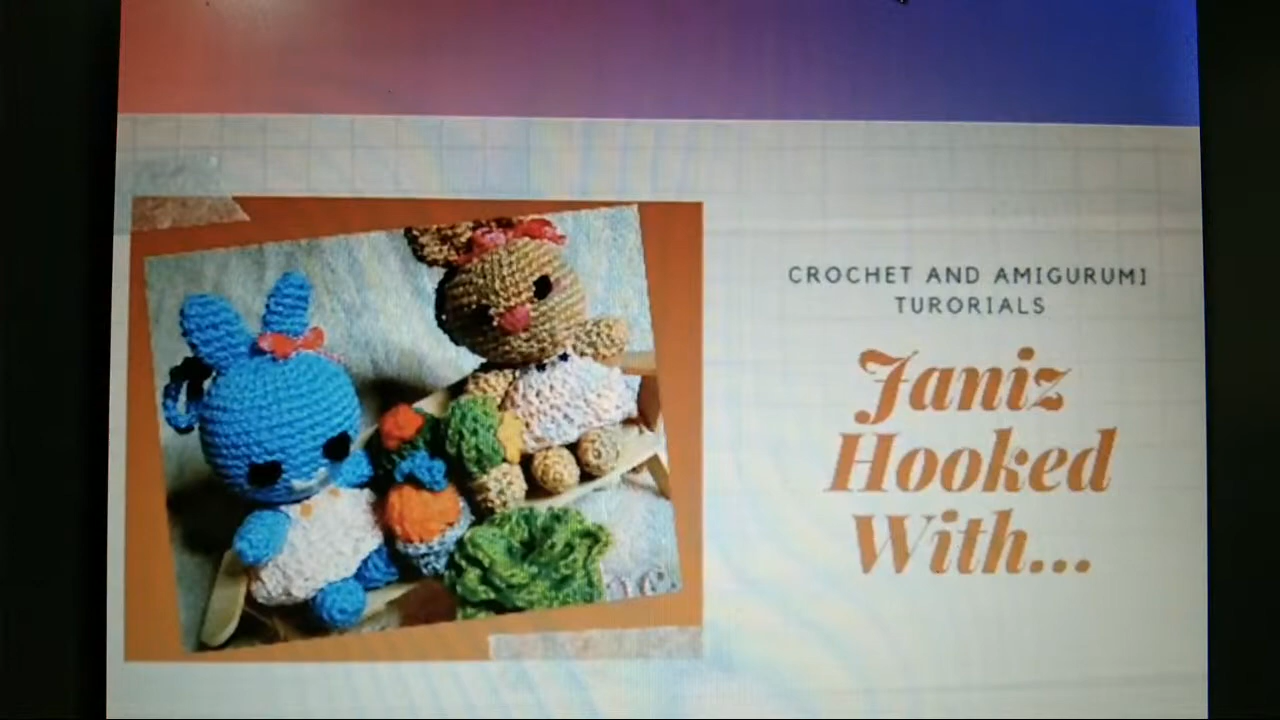 CROCHET AND AMIGURUMI
TURORIALS
Janiz
Hooked
With...